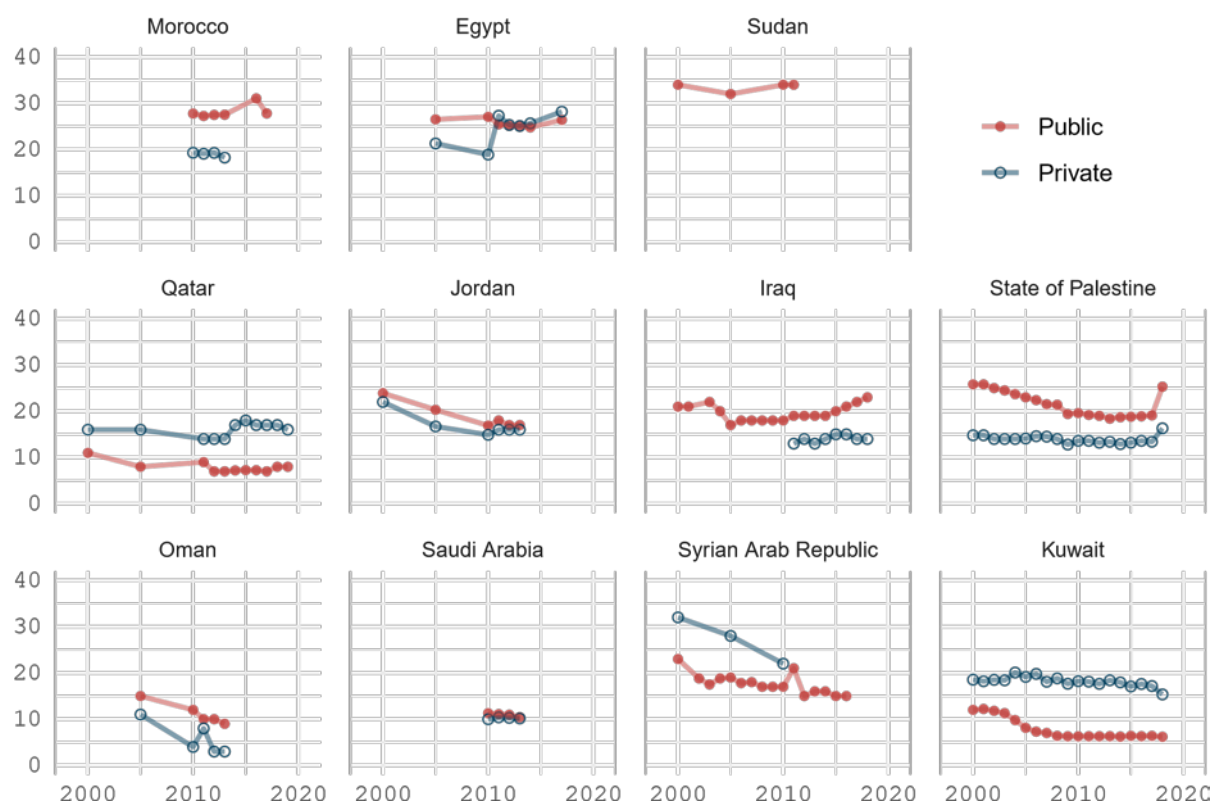 Morocco Egypt Sudan
40
30
20
10
0
Public
Private
Qatar Jordan Iraq State of Palestine
40
30
20
10
0
Oman Saudi Arabia Syrian Arab Republic Kuwait
40
30
20
10
0
2000 2010 2020 2000 2010 2020 2000 2010 2020 2000 2010 2020